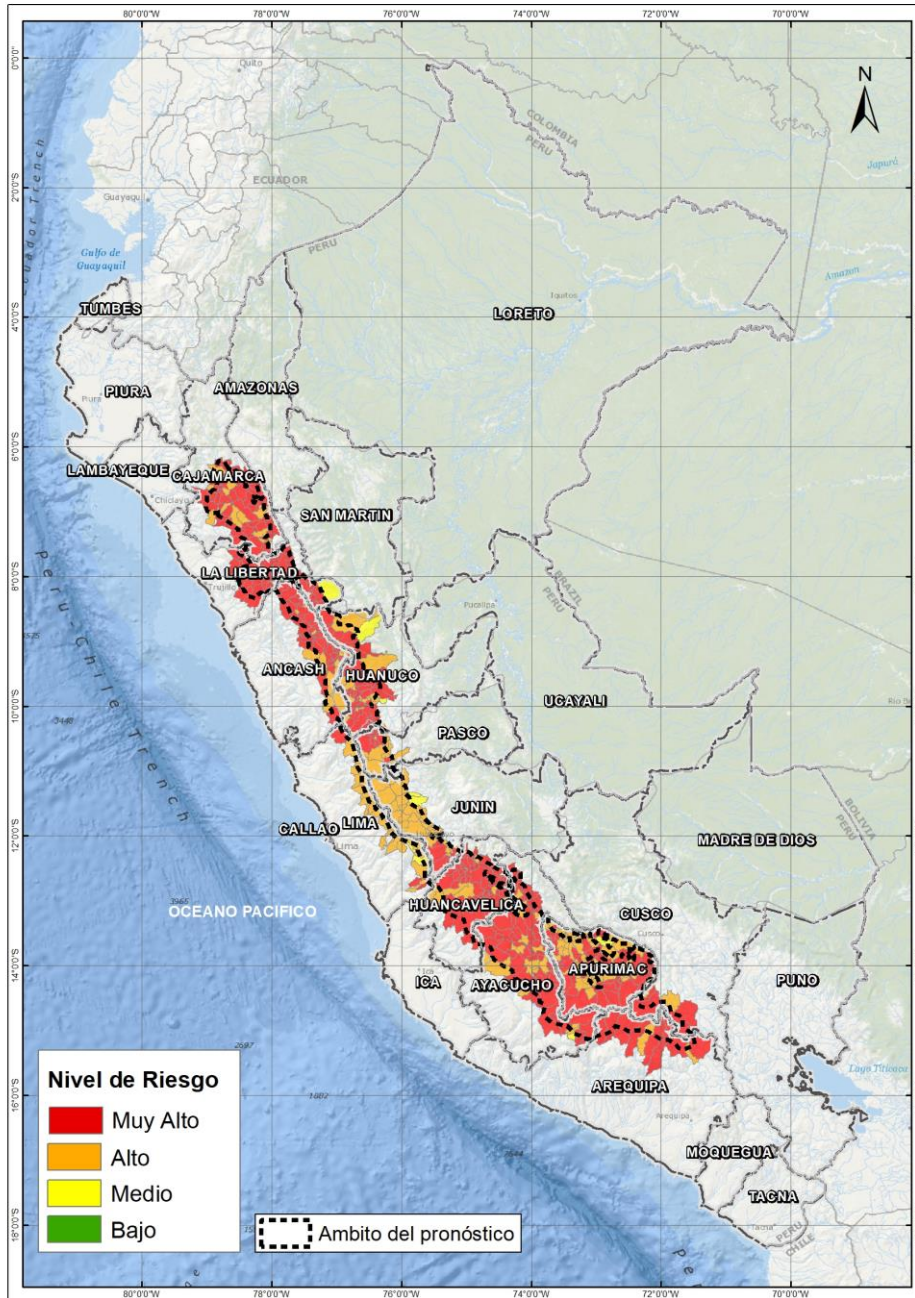 80°0'0"W 78°0'0"W 76°0'0"W 74°0'0"W 72°0'0"W 70°0'0"W
0°0'0"
2°0'0"S
4°0'0"S
6°0'0"S
8°0'0"S
10°0'0"S
12°0'0"S
14°0'0"S
16°0'0"S
18°0'0"S
N
Quito
COLOMBIA
PERU
Japurá
ECUADOR
Guayaquil
Ecuador Trench
Gulfo de
Guayaquil
PERU
Amazon
Iquitos
TUMBES
LORETO
PIURA
Piura
AMAZONAS
LAMBAYEQUE
CAJAMARCA
Chiclayo
SAN MARTIN
LA LIBERTAD
Trujillo
Pucallpa
BRAZIL
PERU
Peru-Chile Trench
ANCASH
HUANUCO
UCAYALI
PASCO
JUNIN
CALLAO
LIMA
Lima
MADRE DE DIOS
BOLIVIA
PERU
HUANCAVELICA
CUSCO
Cusco
OCEANO PACIFICO
APURIMAC
AYACUCHO
ICA
Ica
PUNO
Lago Titicaca
AREQUIPA
Arequipa
MOQUEGUA
TACNA
Tacna
PERU
CHILE
Nivel de Riesgo
Muy Alto
Alto
Medio
Bajo
Ambito del pronóstico
80°0'0"W 78°0'0"W 76°0'0"W 74°0'0"W 72°0'0"W 70°0'0"W